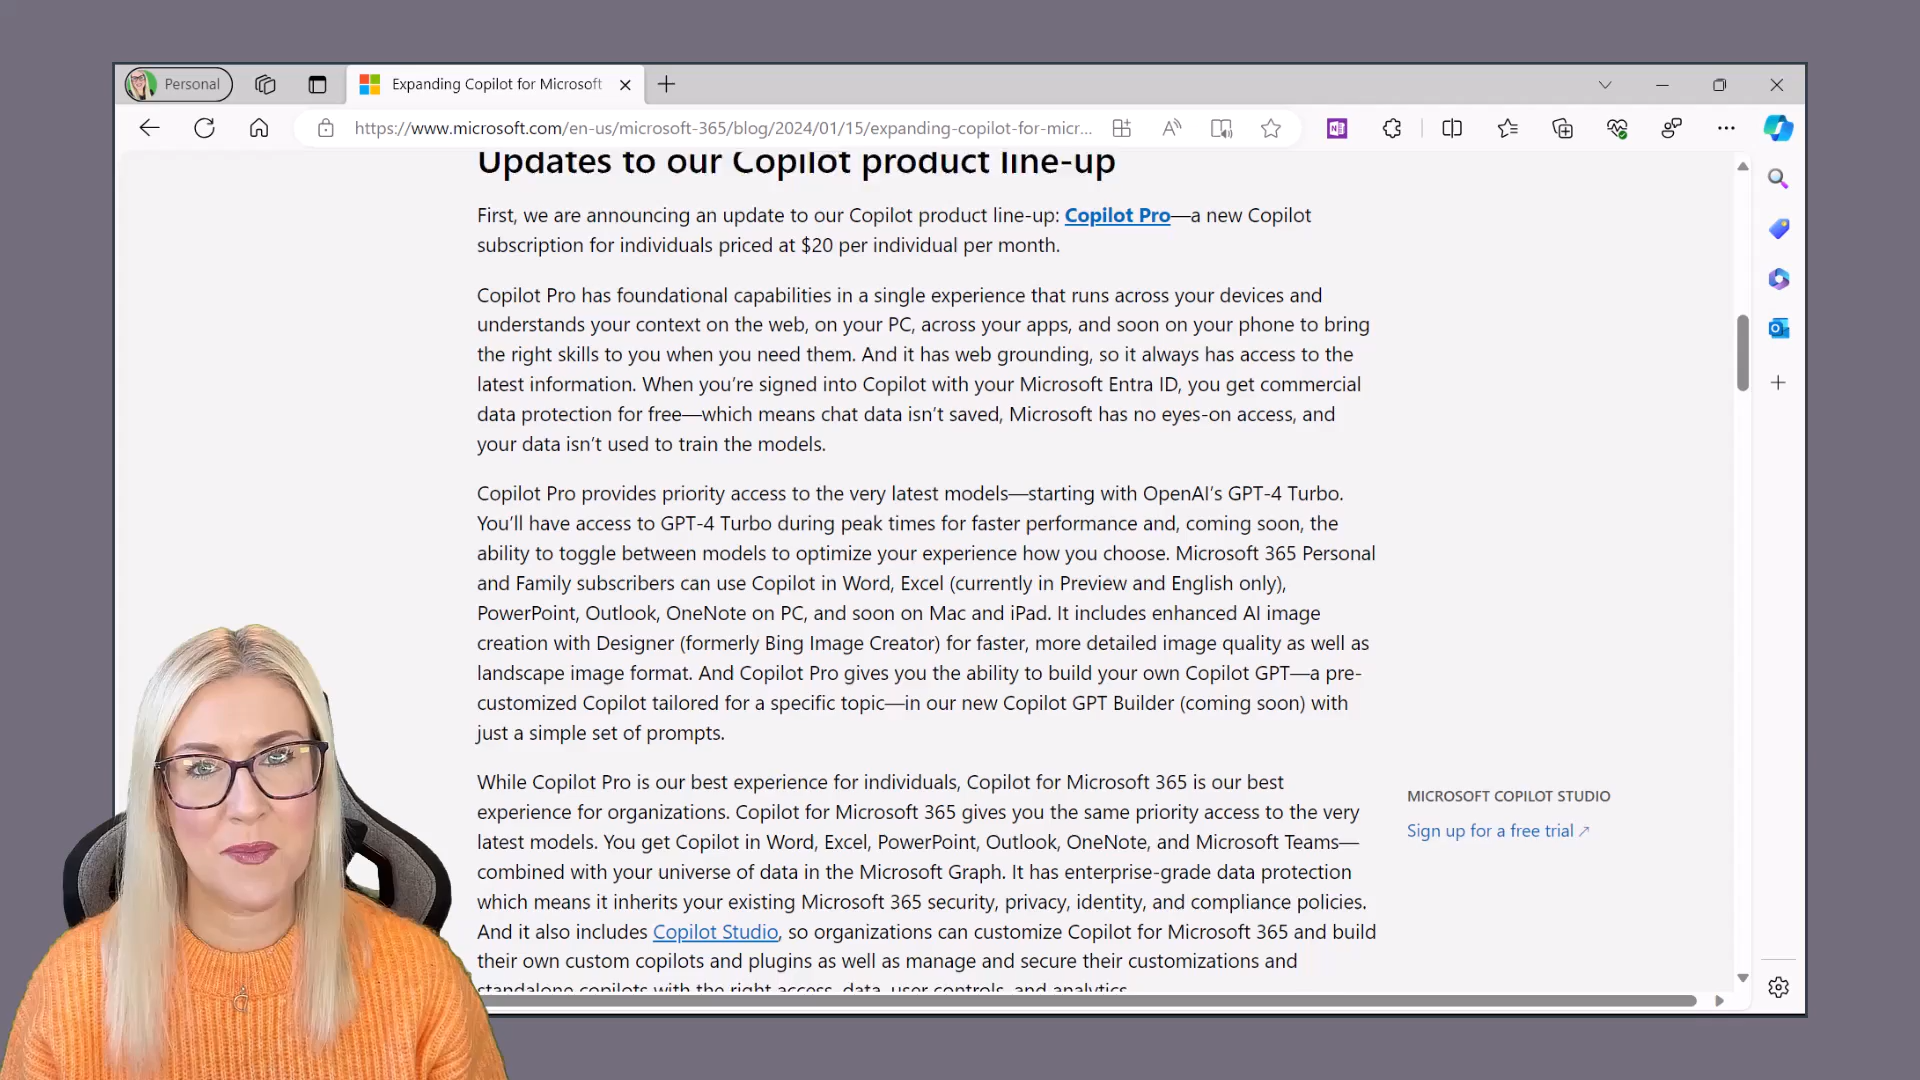 Personal
Expanding Copilot for Microsoft
https://www.microsoft.com/en-us/microsoft-365/blog/2024/01/15/expanding-copilot-for-micr...
Updates to our Copilot product line-up
First, we are announcing an update to our Copilot product line-up: Copilot Pro—a new Copilot
subscription for individuals priced at $20 per individual per month.
Copilot Pro has foundational capabilities in a single experience that runs across your devices and
understands your context on the web, on your PC, across your apps, and soon on your phone to bring
the right skills to you when you need them. And it has web grounding, so it always has access to the
latest information. When you’re signed into Copilot with your Microsoft Entra ID, you get commercial
data protection for free—which means chat data isn’t saved, Microsoft has no eyes-on access, and
your data isn’t used to train the models.
Copilot Pro provides priority access to the very latest models—starting with OpenAI’s GPT-4 Turbo.
You’ll have access to GPT-4 Turbo during peak times for faster performance and, coming soon, the
ability to toggle between models to optimize your experience how you choose. Microsoft 365 Personal
and Family subscribers can use Copilot in Word, Excel (currently in Preview and English only),
PowerPoint, Outlook, OneNote on PC, and soon on Mac and iPad. It includes enhanced AI image
creation with Designer (formerly Bing Image Creator) for faster, more detailed image quality as well as
landscape image format. And Copilot Pro gives you the ability to build your own Copilot GPT—a pre-
customized Copilot tailored for a specific topic—in our new Copilot GPT Builder (coming soon) with
just a simple set of prompts.
While Copilot Pro is our best experience for individuals, Copilot for Microsoft 365 is our best
experience for organizations. Copilot for Microsoft 365 gives you the same priority access to the very
latest models. You get Copilot in Word, Excel, PowerPoint, Outlook, OneNote, and Microsoft Teams—
combined with your universe of data in the Microsoft Graph. It has enterprise-grade data protection
which means it inherits your existing Microsoft 365 security, privacy, identity, and compliance policies.
And it also includes Copilot Studio, so organizations can customize Copilot for Microsoft 365 and build
their own custom copilots and plugins as well as manage and secure their customizations and
standalone copilots with the right access, data, user controls, and analytics.
MICROSOFT COPILOT STUDIO
Sign up for a free trial ↗